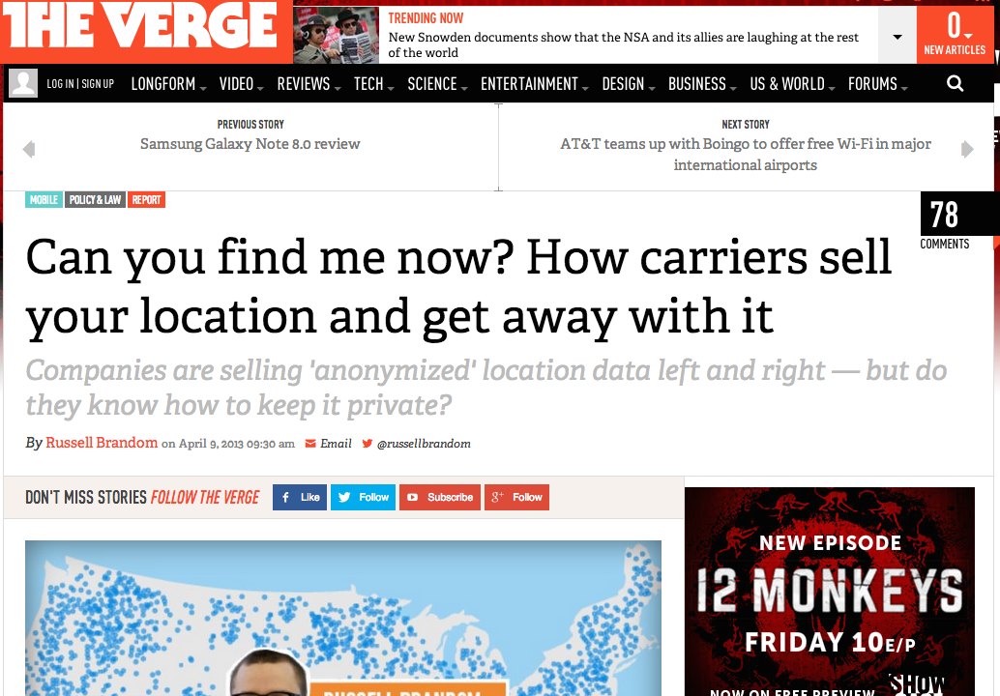 THE VERGE
TRENDING NOW
New Snowden documents show that the NSA and its allies are laughing at the rest
of the world
0
NEW ARTICLES
LOG IN | SIGN UP
LONGFORM VIDEO REVIEWS TECH SCIENCE ENTERTAINMENT DESIGN BUSINESS US & WORLD FORUMS
PREVIOUS STORY
Samsung Galaxy Note 8.0 review
NEXT STORY
AT&T teams up with Boingo to offer free Wi-Fi in major
international airports
MOBILE POLICY & LAW REPORT
78
COMMENTS
Can you find me now? How carriers sell
your location and get away with it
Companies are selling 'anonymized' location data left and right — but do
they know how to keep it private?
By Russell Brandom on April 9, 2013 09:30 am Email @russellbrandom
DON'T MISS STORIES FOLLOW THE VERGE
Like Follow Subscribe Follow
RUSSELL BRANDOM
NEW EPISODE
12 MONKEYS
FRIDAY 10E/P
NOW ON FREE PREVIEW
SHOW